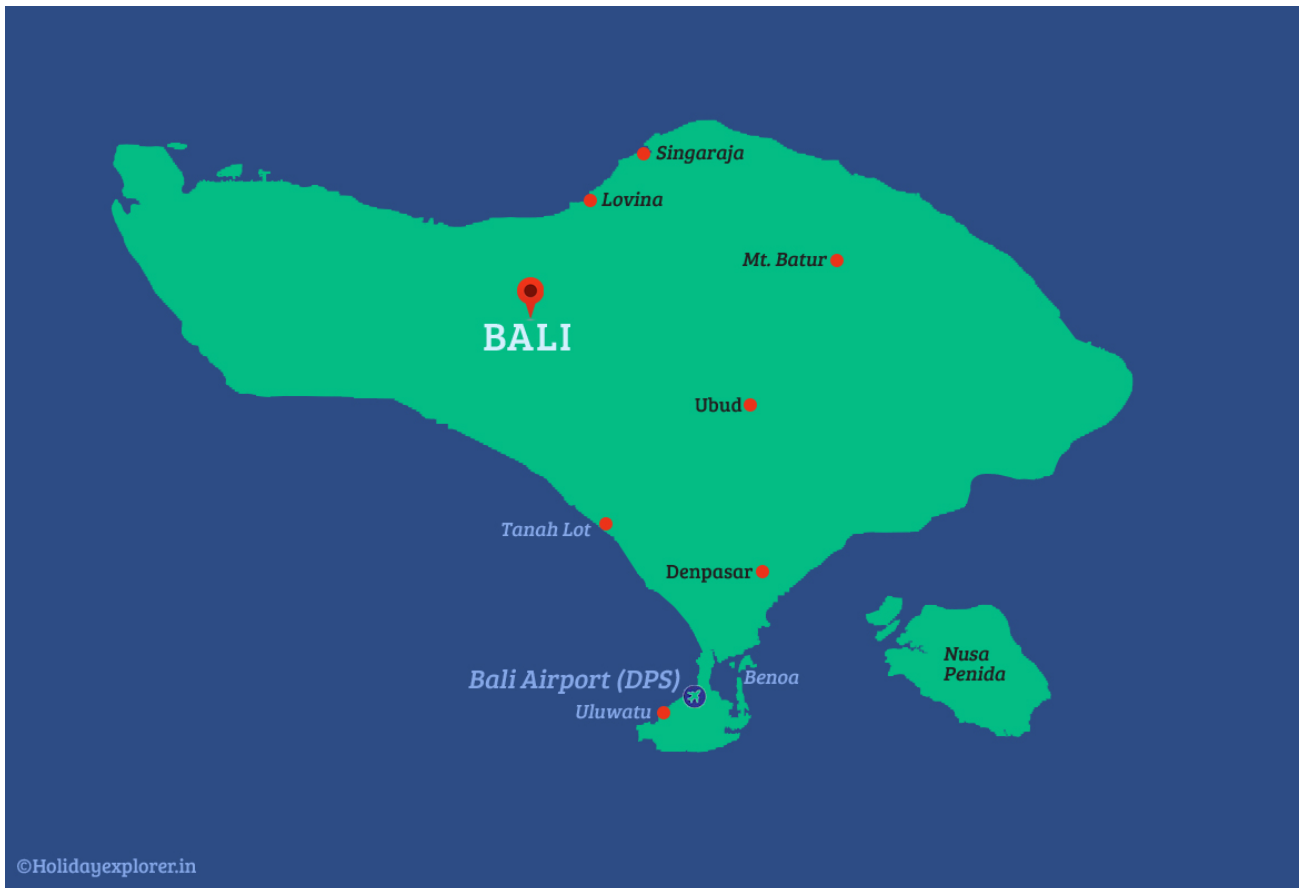 Singaraja
Lovina
Mt. Batur
BALI
Ubud
Tanah Lot
Denpasar
Nusa
Penida
Bali Airport (DPS)
Benoa
Uluwatu
©Holidayexplorer.in